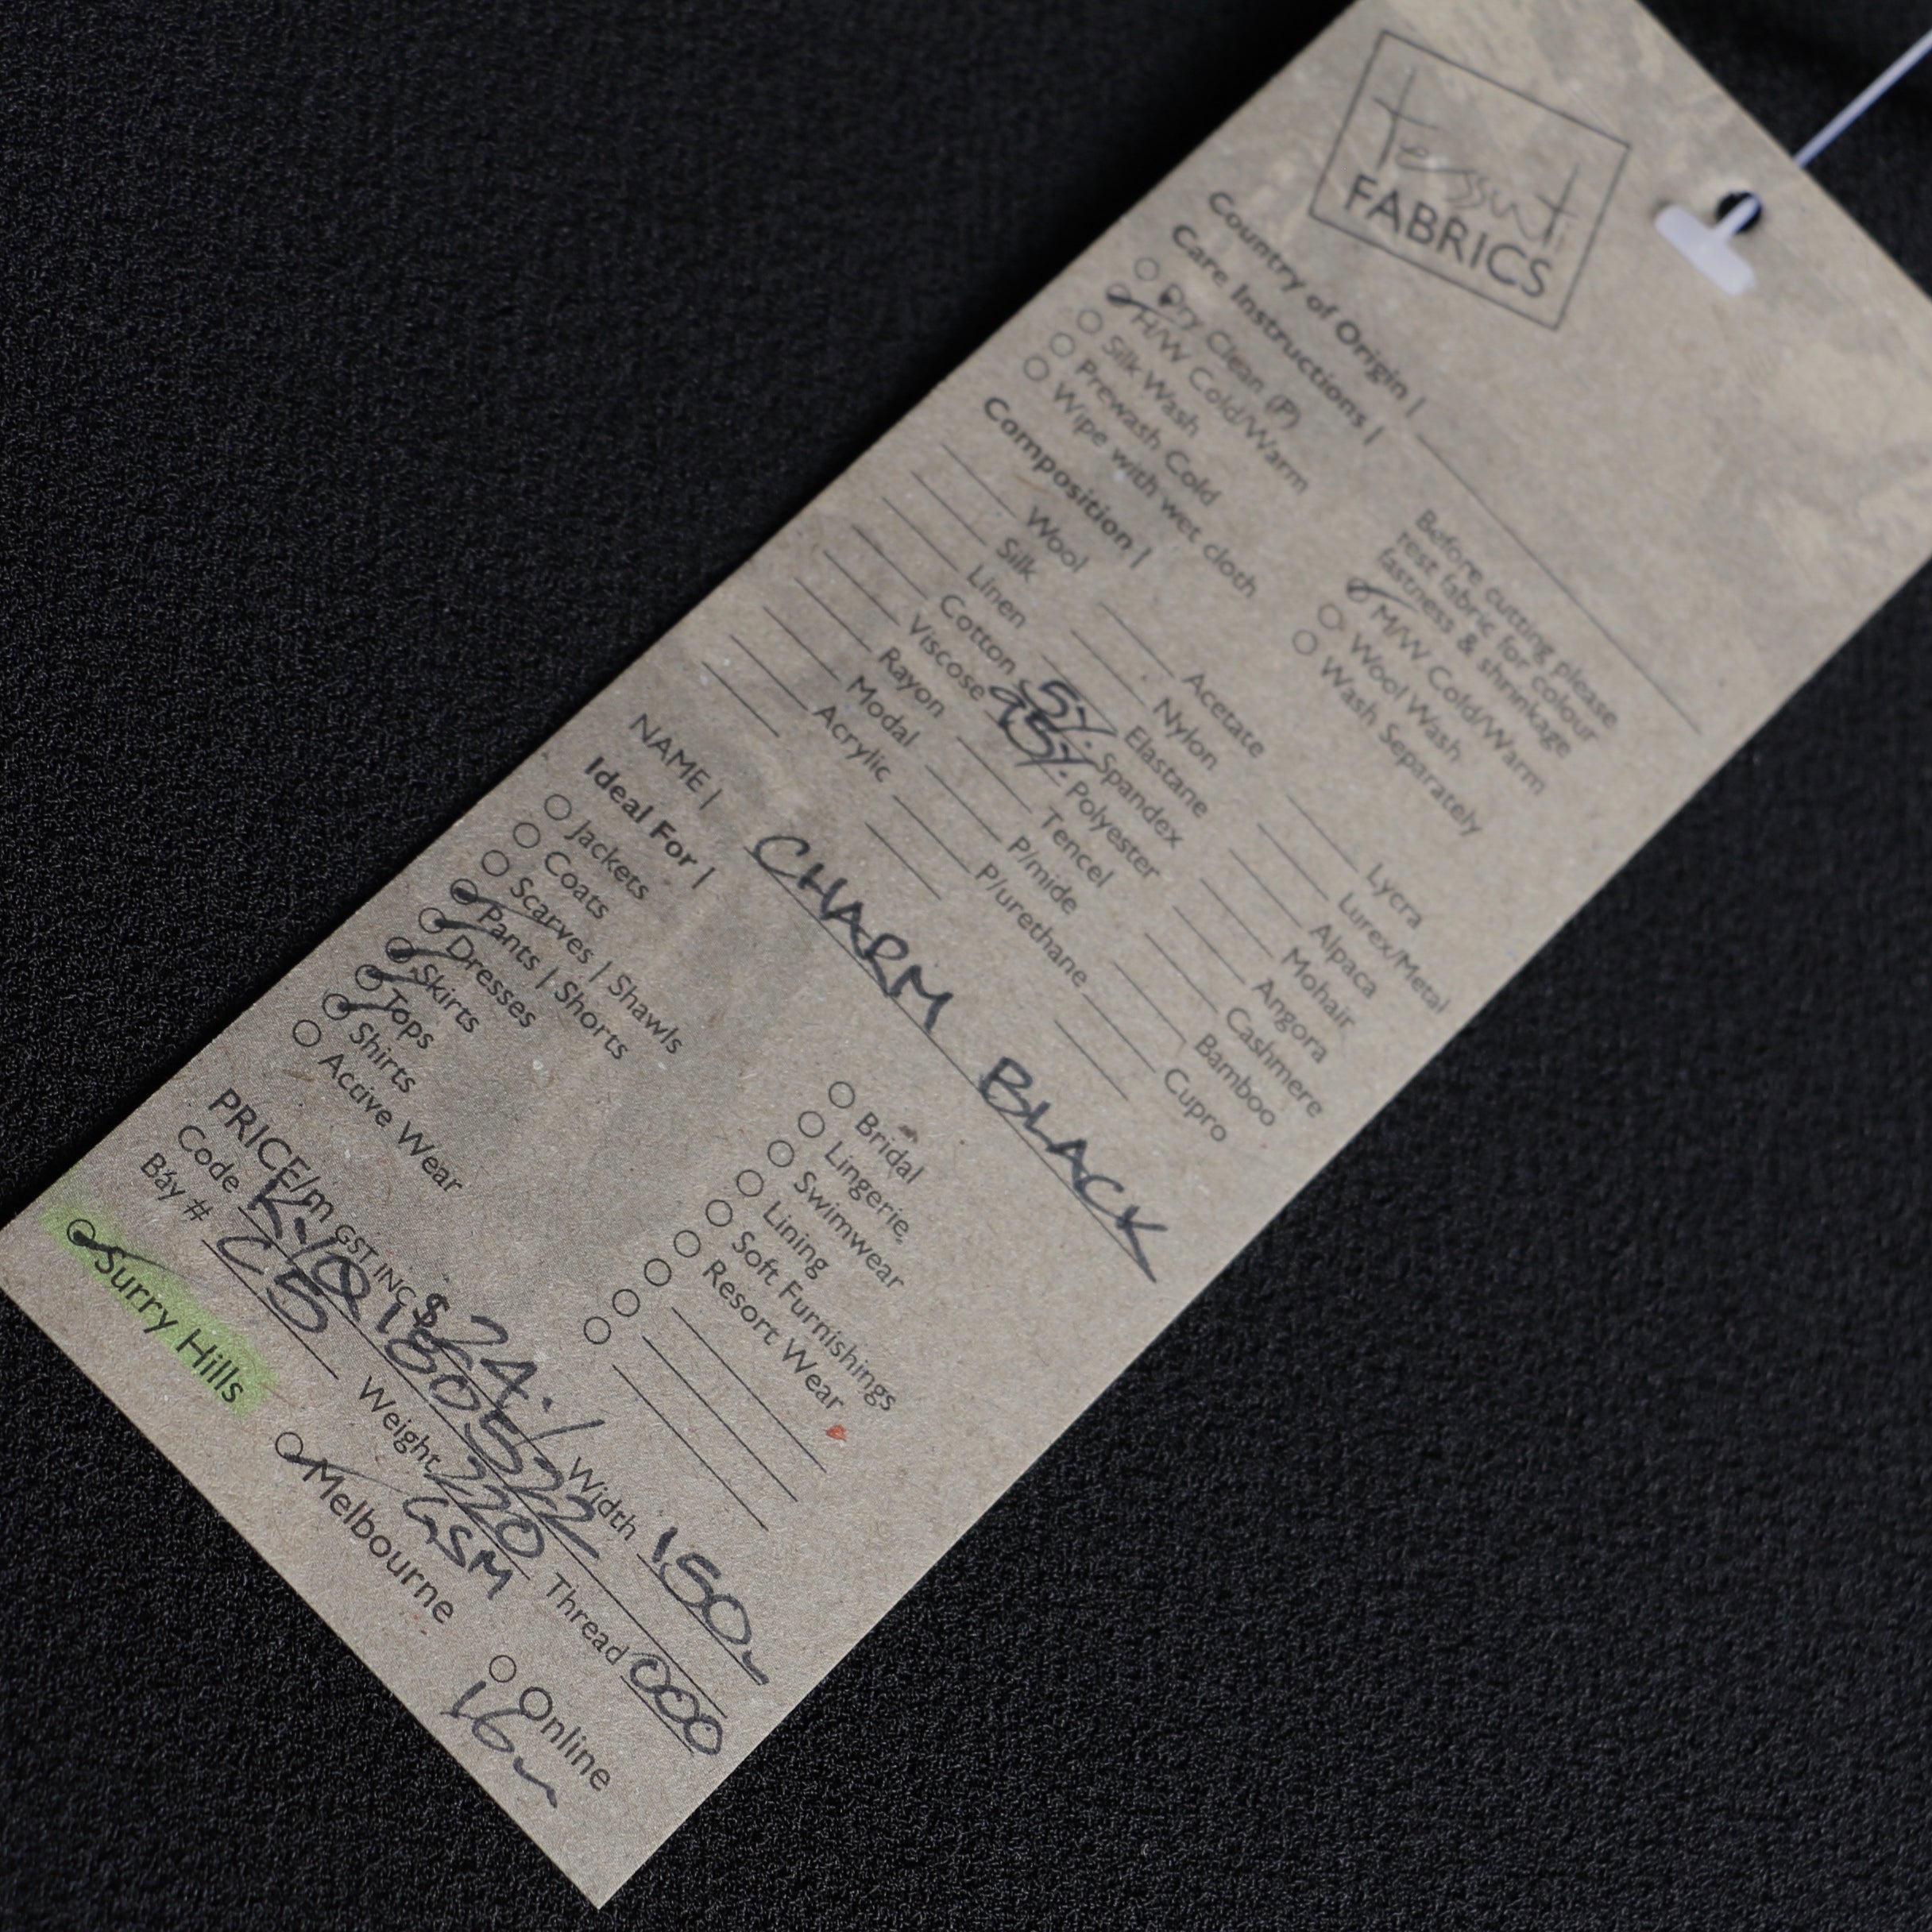 tessuti
FABRICS
Country of Origin |
Care Instructions |
Before cutting please
rest fabric for colour
fastness & shrinkage
Dry Clean (P)
H/W Cold/Warm
M/W Cold/Warm
Silk Wash
Wool Wash
Prewash Cold
Wash Separately
Wipe with wet cloth
Composition |
Wool
Acetate
Lycra
Silk
Nylon
Lurex/Metal
Linen
Elastane
Alpaca
Cotton
5% Spandex
Mohair
Viscose
95% Polyester
Angora
Rayon
Tencel
Cashmere
Modal
P/mide
Bamboo
Acrylic
P/urethane
Cupro
NAME | CHARM BLACK
Ideal For |
Jackets
Bridal
Coats
Lingerie
Scarves | Shawls
Swimwear
Pants | Shorts
Lining
Dresses
Soft Furnishings
Skirts
Resort Wear
Tops
Shirts
Active Wear
PRICE/m GST INC $24./ Width 150
Code K-YQ180522
Bay # C5 Weight 220 GSM Thread 000
Surry Hills Melbourne Online
16m